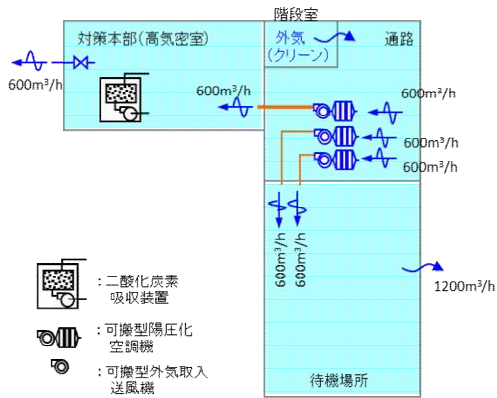 階段室
対策本部(高気密室)
外気
(クリーン)
通路
600m³/h
600m³/h
600m³/h
600m³/h
600m³/h
600m³/h
600m³/h
1200m³/h
:二酸化炭素
吸収装置
:可搬型陽圧化
空調機
:可搬型外気取入
送風機
待機場所